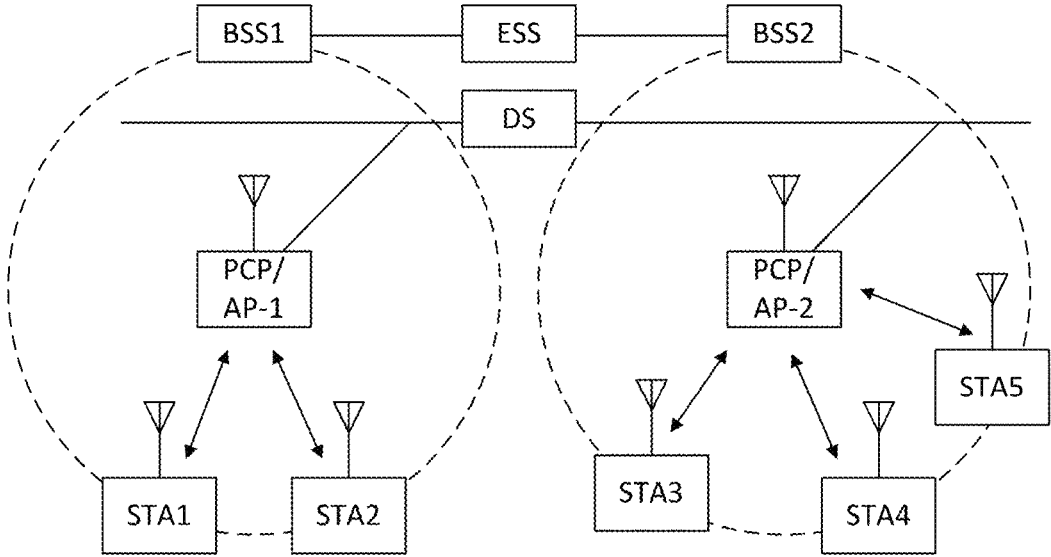 BSS1
ESS
BSS2
DS
PCP/
AP-1
PCP/
AP-2
STA5
STA3
STA1
STA2
STA4